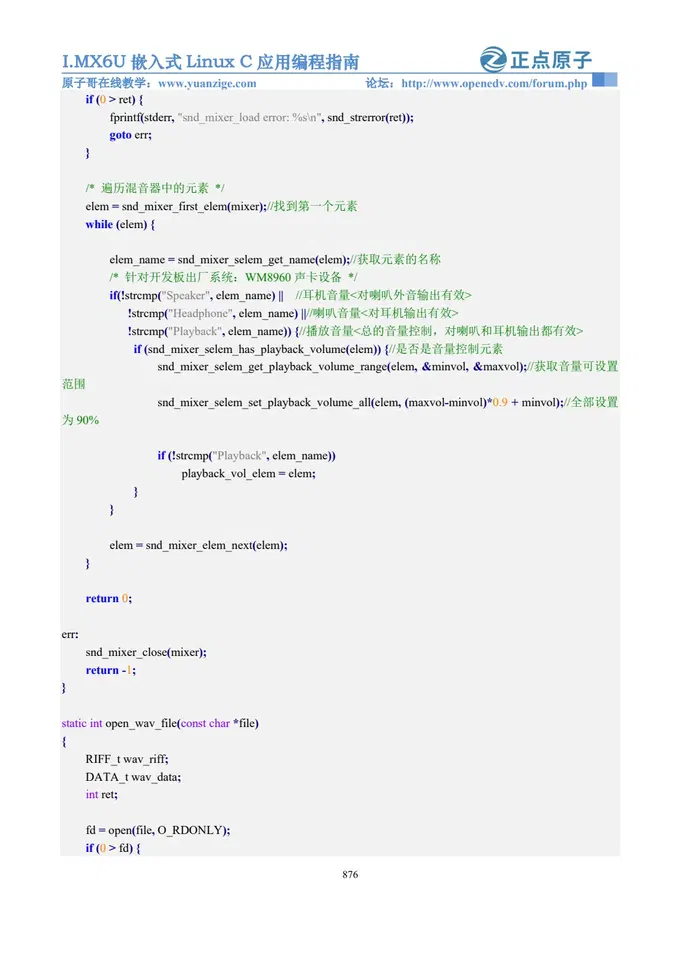 I.MX6U 嵌入式 Linux C 应用编程指南
正点原子
原子哥在线教学：www.yuanzige.com 论坛：http://www.openedv.com/forum.php
if (0 > ret) {
fprintf(stderr, "snd_mixer_load error: %s\n", snd_strerror(ret));
goto err;
}
/* 遍历混音器中的元素 */
elem = snd_mixer_first_elem(mixer);//找到第一个元素
while (elem) {
elem_name = snd_mixer_selem_get_name(elem);//获取元素的名称
/* 针对开发板出厂系统：WM8960 声卡设备 */
if(!strcmp("Speaker", elem_name) || //耳机音量<对喇叭外音输出有效>
!strcmp("Headphone", elem_name) ||//喇叭音量<对耳机输出有效>
!strcmp("Playback", elem_name)) {//播放音量<总的音量控制，对喇叭和耳机输出都有效>
if (snd_mixer_selem_has_playback_volume(elem)) {//是否是音量控制元素
snd_mixer_selem_get_playback_volume_range(elem, &minvol, &maxvol);//获取音量可设置
范围
snd_mixer_selem_set_playback_volume_all(elem, (maxvol-minvol)*0.9 + minvol);//全部设置
为 90%
if (!strcmp("Playback", elem_name))
playback_vol_elem = elem;
}
}
elem = snd_mixer_elem_next(elem);
}
return 0;
err:
snd_mixer_close(mixer);
return -1;
}
static int open_wav_file(const char *file)
{
RIFF_t wav_riff;
DATA_t wav_data;
int ret;
fd = open(file, O_RDONLY);
if (0 > fd) {
876